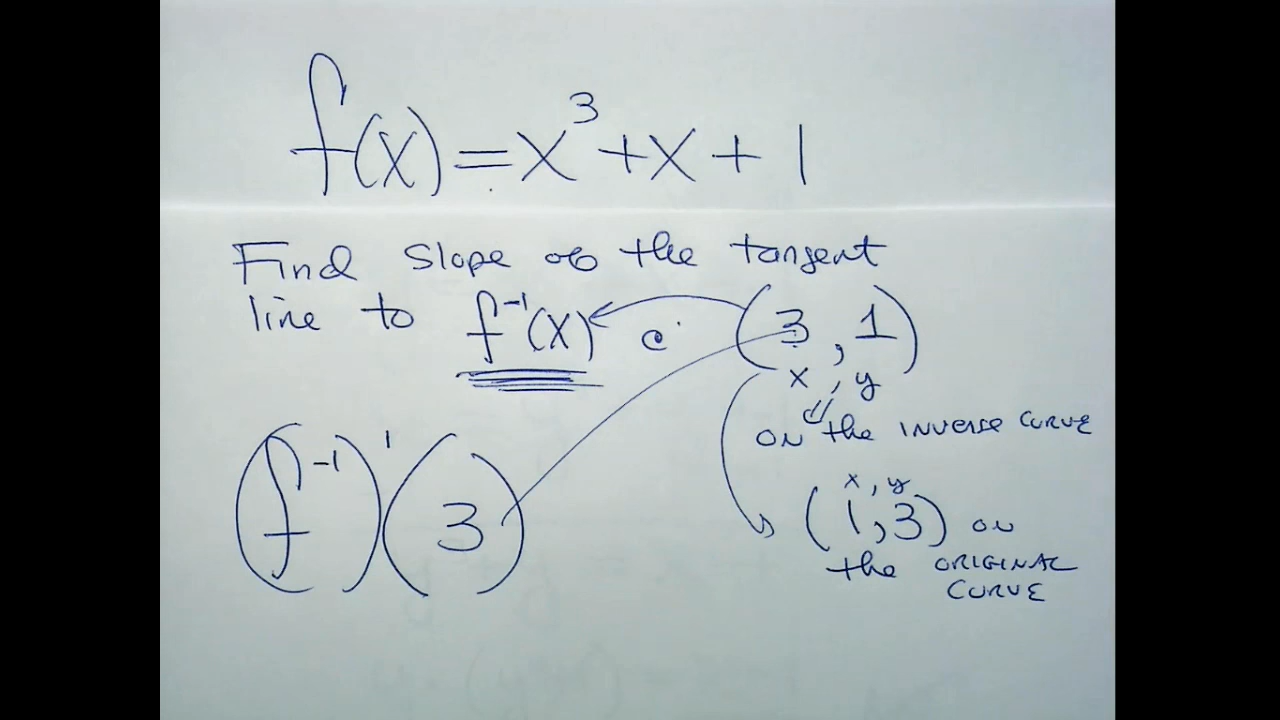 f(x) = x³ + x + 1
Find slope of the tangent
line to f⁻¹(x) @ (3, 1)
x, y
on the INVERSE CURVE
(f⁻¹)'(3)
x, y
(1, 3) on
the ORIGINAL
CURVE